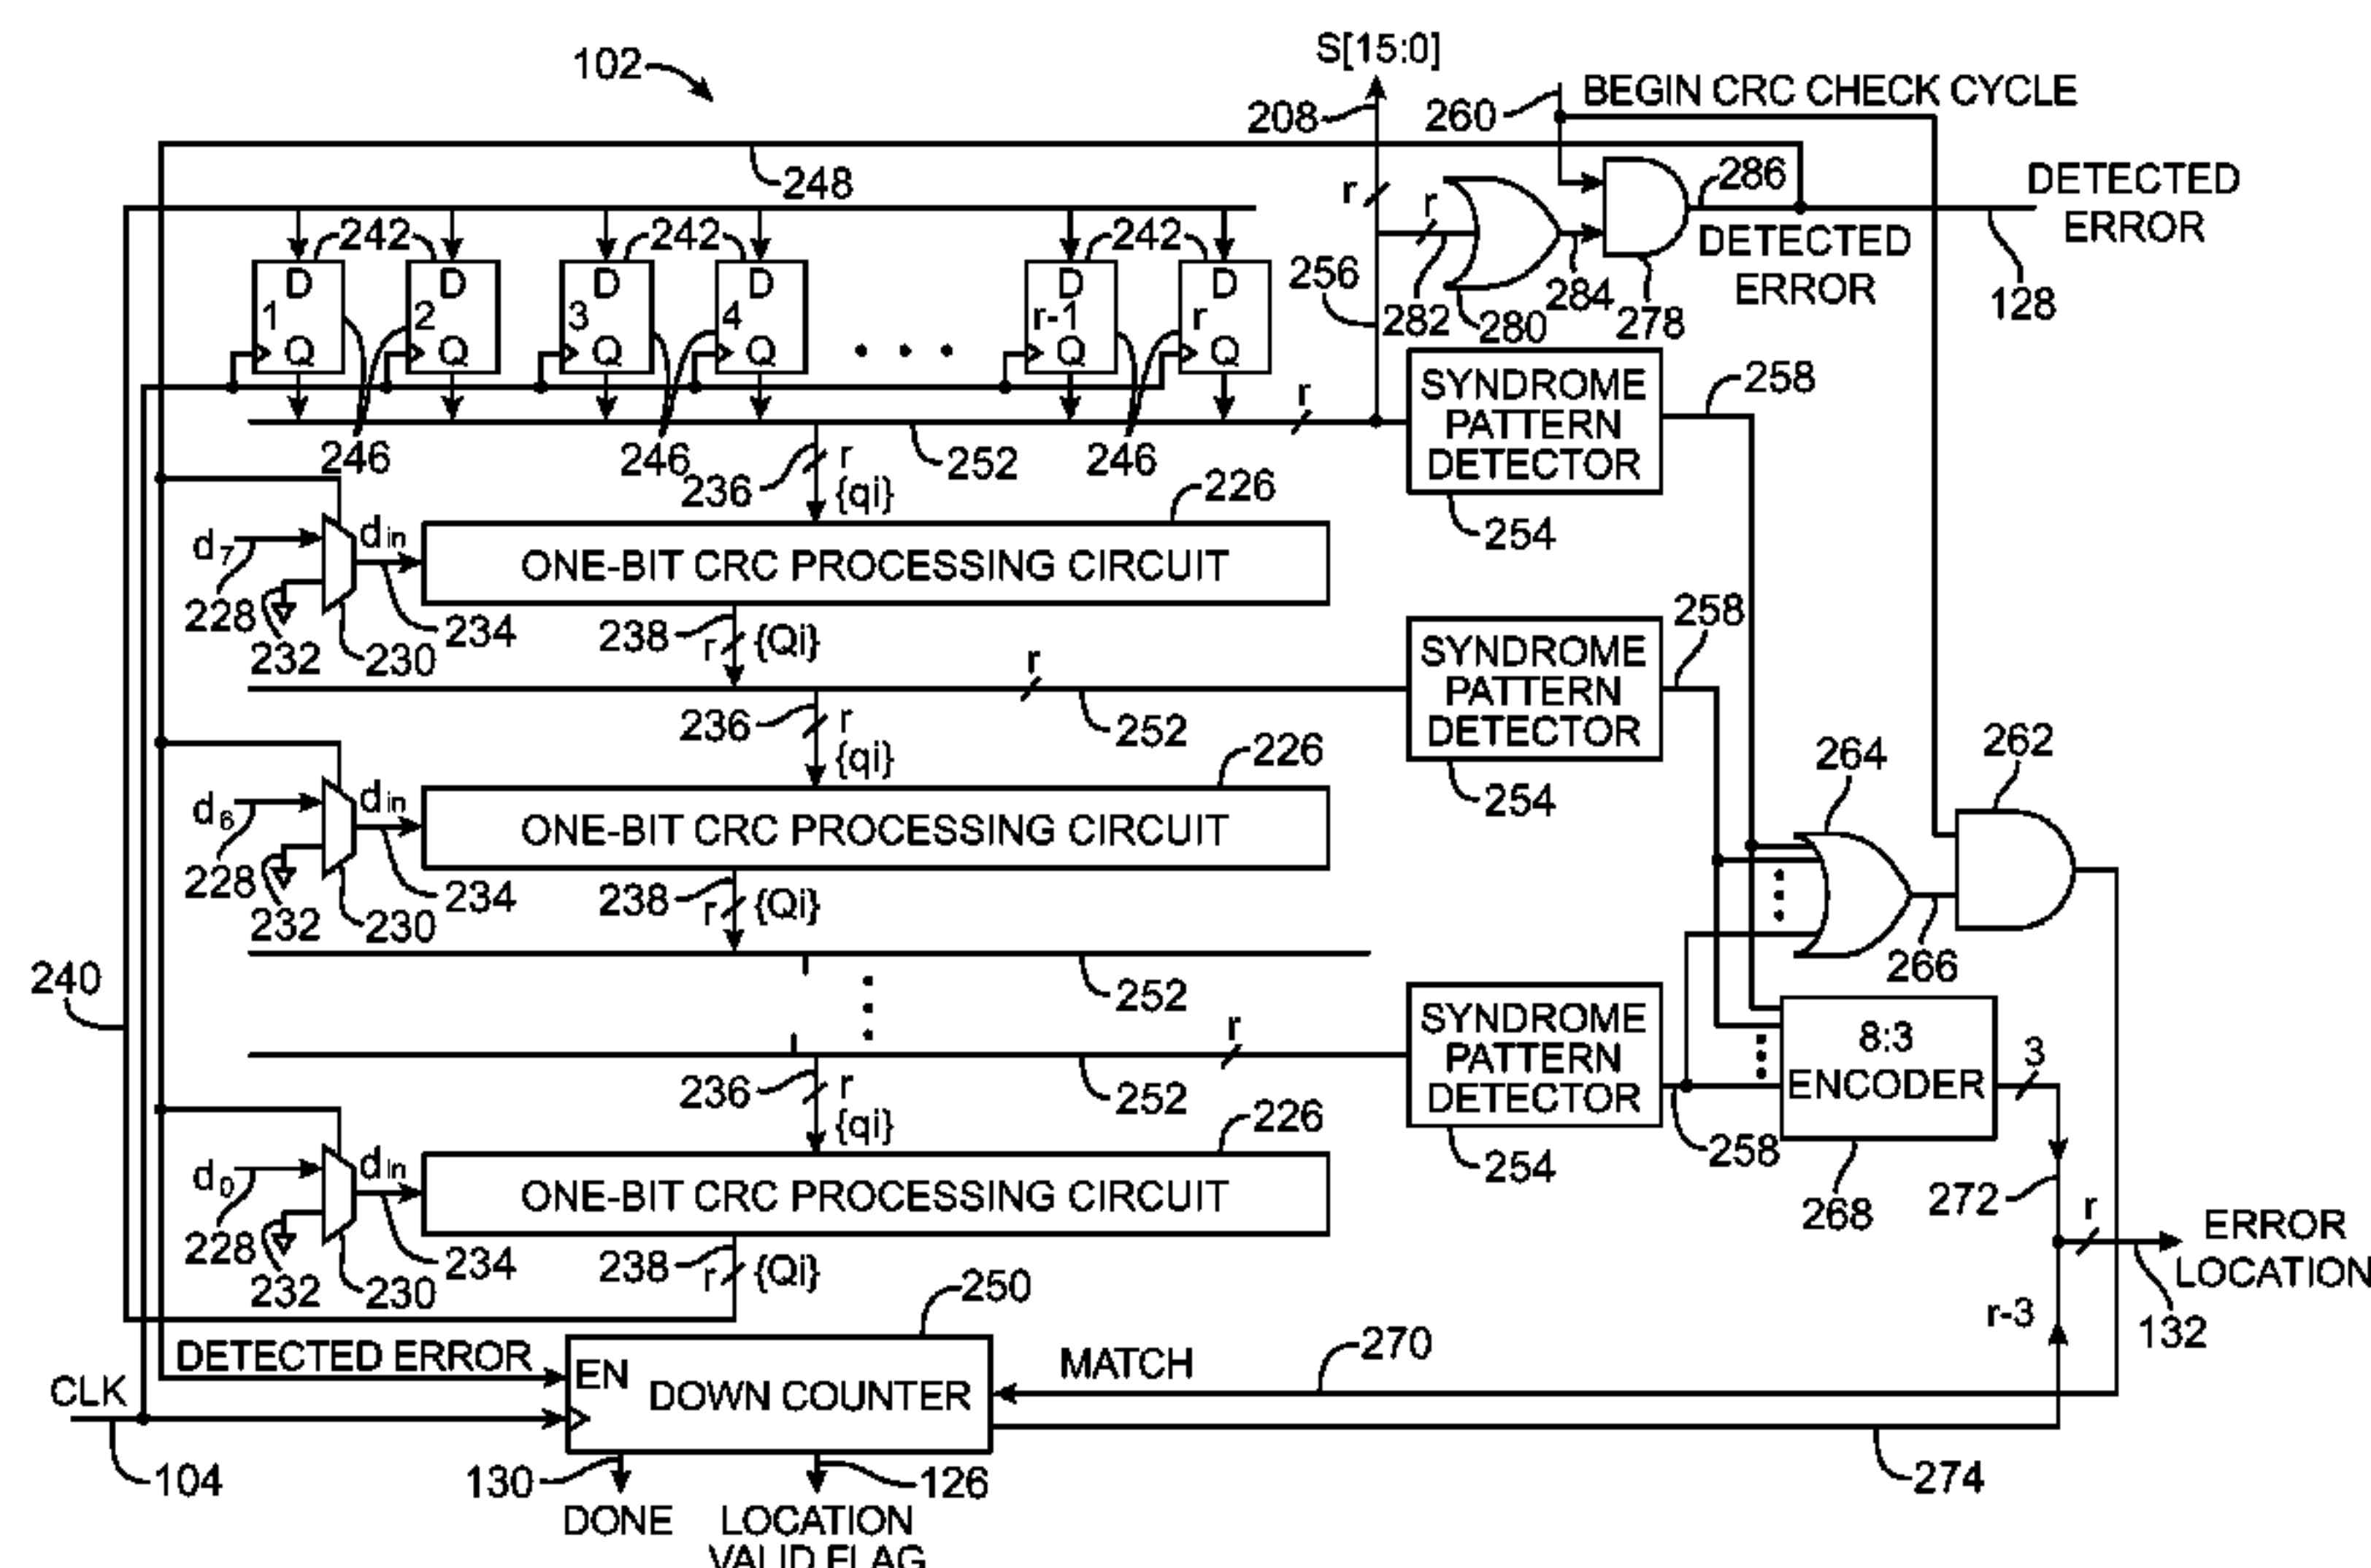 102
S[15:0]
208
260
BEGIN CRC CHECK CYCLE
248
r
r
286
DETECTED
ERROR
DETECTED
ERROR
128
242
242
242
D
1
Q
D
2
Q
D
3
Q
D
4
Q
D
r-1
Q
D
r
Q
256
282
280
284
278
246
246
246
r
236
r
{qi}
252
SYNDROME
PATTERN
DETECTOR
258
254
226
d7
din
ONE-BIT CRC PROCESSING CIRCUIT
228
232
230
234
238
r
{Qi}
r
236
r
{qi}
252
SYNDROME
PATTERN
DETECTOR
258
254
226
d6
din
ONE-BIT CRC PROCESSING CIRCUIT
228
232
230
234
238
r
{Qi}
264
262
266
240
252
r
236
r
{qi}
252
SYNDROME
PATTERN
DETECTOR
258
254
8:3
ENCODER
3
268
272
226
d0
din
ONE-BIT CRC PROCESSING CIRCUIT
228
232
230
234
238
r
{Qi}
r
ERROR
LOCATION
132
r-3
250
DETECTED ERROR
EN
DOWN COUNTER
MATCH
270
CLK
104
130
126
274
DONE
LOCATION
VALID FLAG